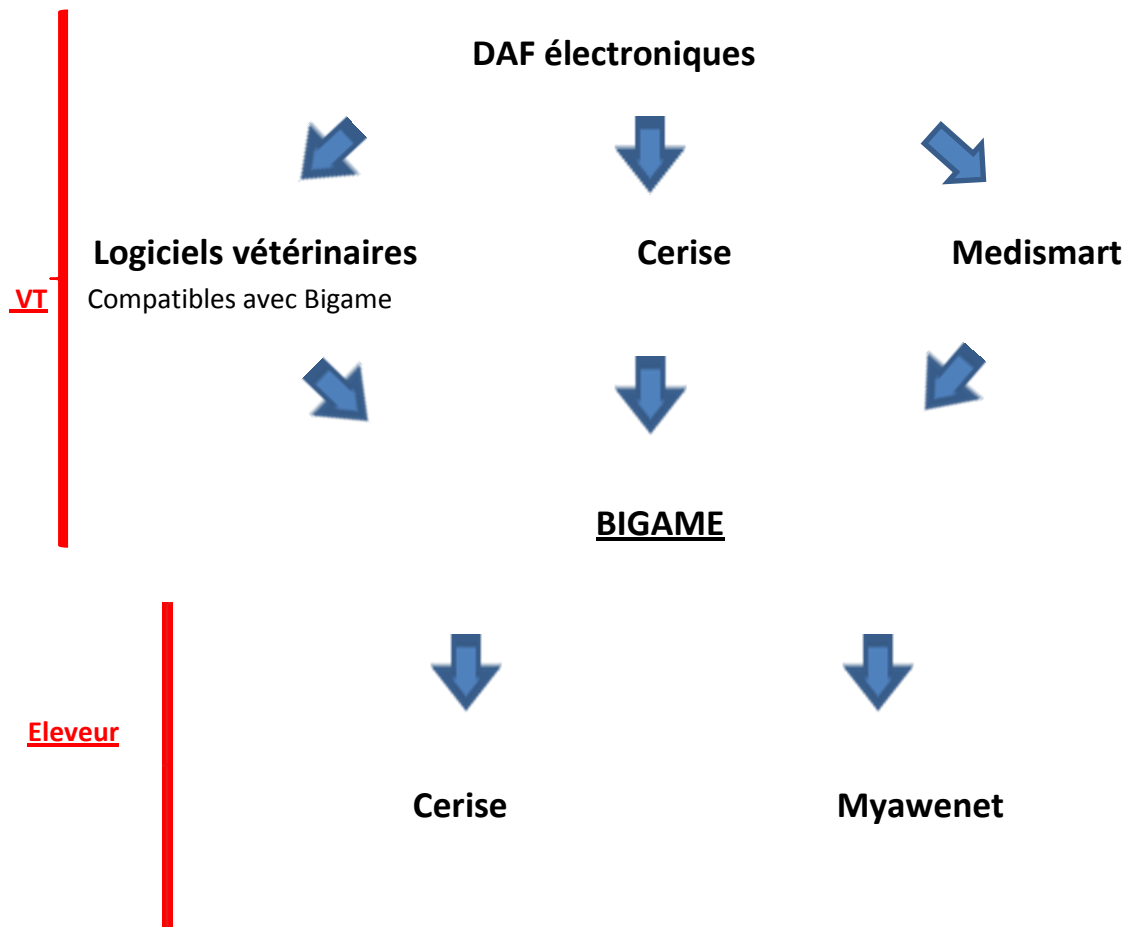 DAF électroniques
Logiciels vétérinaires
Cerise
Medismart
VT
Compatibles avec Bigame
BIGAME
Eleveur
Cerise
Myawenet